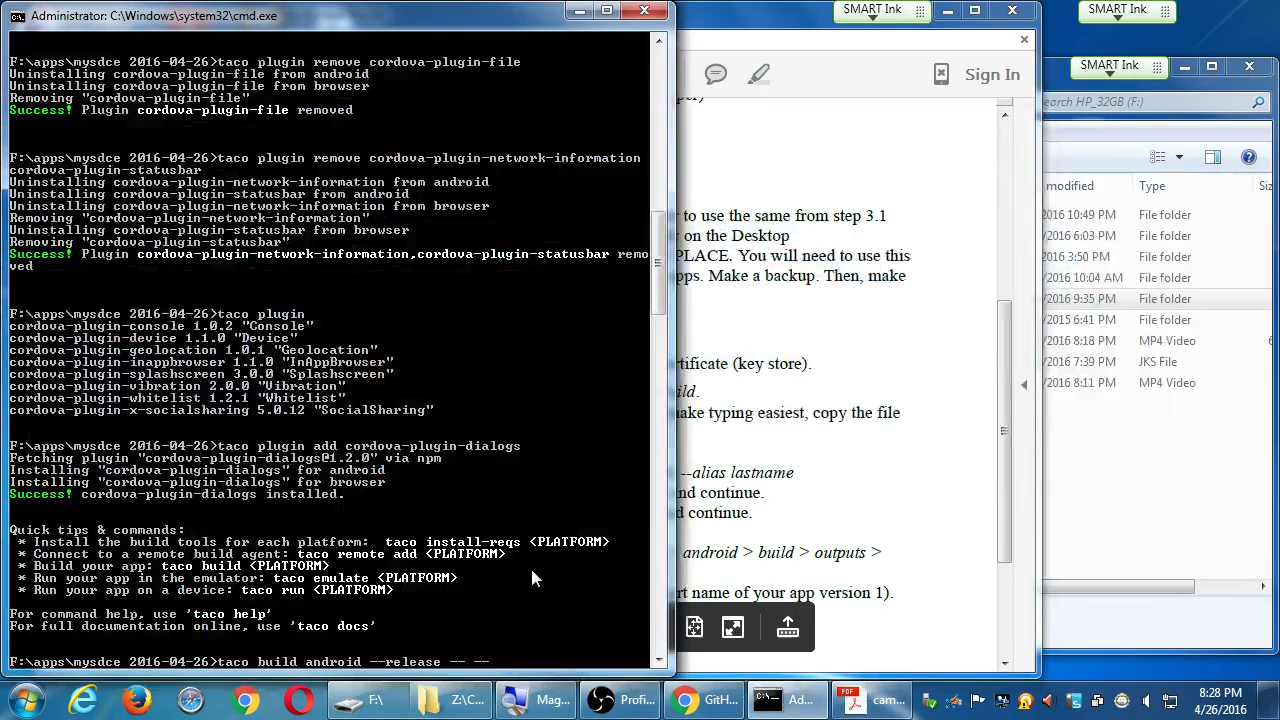 Administrator: C:\Windows\system32\cmd.exe
F:\apps\mysdce 2016-04-26>taco plugin remove cordova-plugin-file
Uninstalling cordova-plugin-file from android
Uninstalling cordova-plugin-file from browser
Removing "cordova-plugin-file"
Success! Plugin cordova-plugin-file removed
F:\apps\mysdce 2016-04-26>taco plugin remove cordova-plugin-network-information
cordova-plugin-statusbar
Uninstalling cordova-plugin-network-information from android
Uninstalling cordova-plugin-statusbar from android
Uninstalling cordova-plugin-network-information from browser
Uninstalling cordova-plugin-statusbar from browser
Removing "cordova-plugin-network-information"
Removing "cordova-plugin-statusbar"
Success! Plugin cordova-plugin-network-information,cordova-plugin-statusbar remo
ved
F:\apps\mysdce 2016-04-26>taco plugin
cordova-plugin-console 1.0.2 "Console"
cordova-plugin-device 1.1.0 "Device"
cordova-plugin-geolocation 1.0.1 "Geolocation"
cordova-plugin-inappbrowser 1.1.0 "InAppBrowser"
cordova-plugin-splashscreen 3.0.0 "Splashscreen"
cordova-plugin-vibration 2.0.0 "Vibration"
cordova-plugin-whitelist 1.2.1 "Whitelist"
cordova-plugin-x-socialsharing 5.0.12 "SocialSharing"
F:\apps\mysdce 2016-04-26>taco plugin add cordova-plugin-dialogs
Fetching plugin "cordova-plugin-dialogs@1.2.0" via npm
Installing "cordova-plugin-dialogs" for android
Installing "cordova-plugin-dialogs" for browser
Success! cordova-plugin-dialogs installed.
Quick tips & commands:
* Install the build tools for each platform: taco install-reqs <PLATFORM>
* Connect to a remote build agent: taco remote add <PLATFORM>
* Build your app: taco build <PLATFORM>
* Run your app in the emulator: taco emulate <PLATFORM>
* Run your app on a device: taco run <PLATFORM>
For command help, use 'taco help'
For full documentation online, use 'taco docs'
F:\apps\mysdce 2016-04-26>taco build android --release -- --
SMART Ink
Sign In
to use the same from step 3.1
on the Desktop
PLACE. You will need to use this
pps. Make a backup. Then, make
rtificate (key store).
ild.
nake typing easiest, copy the file
--alias lastname
nd continue.
d continue.
android > build > outputs >
rt name of your app version 1).
SMART Ink
SMART Ink
earch HP_32GB (F:)
modified
Type
Siz
/2016 10:49 PM File folder
/2016 6:03 PM File folder
/2016 3:50 PM File folder
/2016 10:04 AM File folder
/2016 9:35 PM File folder
/2015 6:41 PM File folder
/2016 8:18 PM MP4 Video
/2016 7:39 PM JKS File
/2016 8:11 PM MP4 Video
F:\
Z:\C...
Mag...
Profi...
GitH...
Ad...
PDF
cam...
8:28 PM
4/26/2016